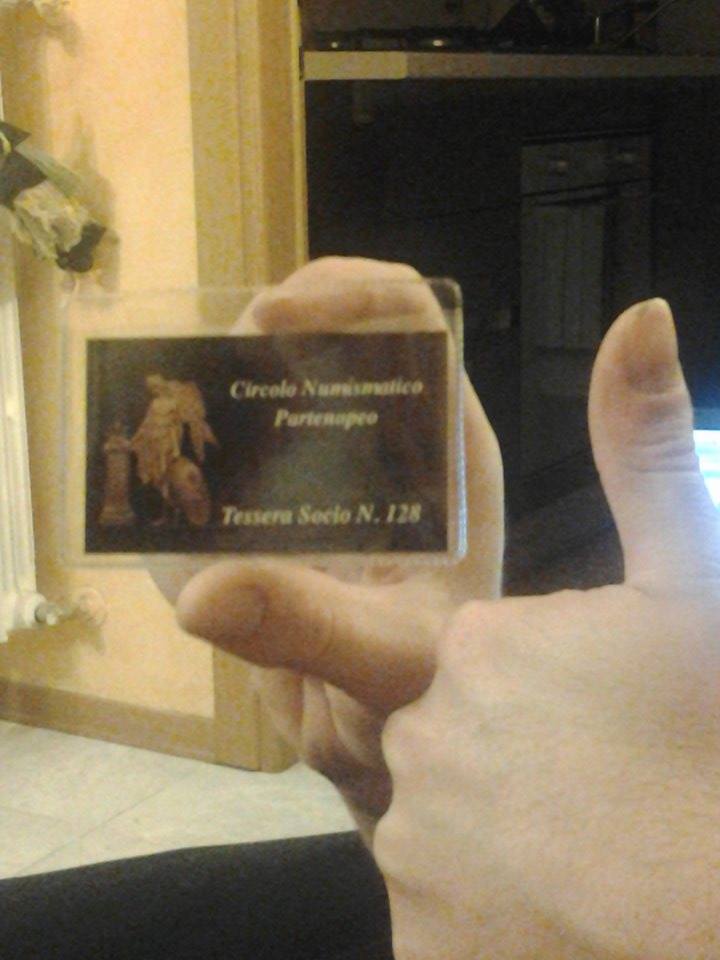 Circolo Numismatico
Partenopeo
Tessera Socio N. 128